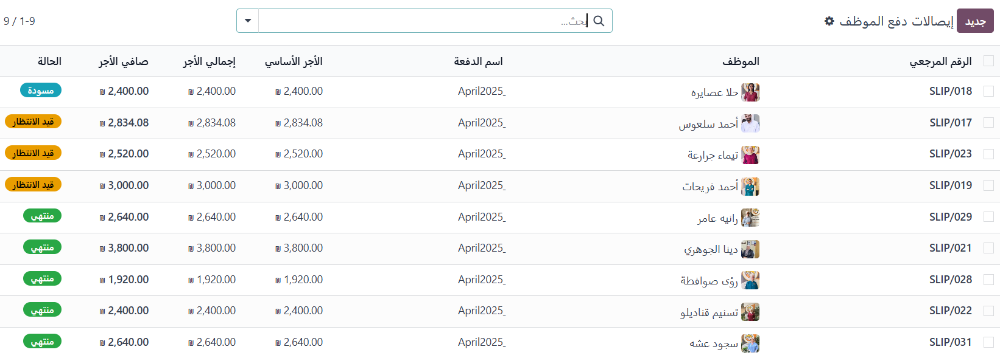 جديد إيصالات دفع الموظف بحث... 1-9 / 9
الرقم المرجعي الموظف اسم الدفعة الأجر الأساسي إجمالي الأجر صافي الأجر الحالة
SLIP/018 حلا عصايره April2025_ 2,400.00 ₪ 2,400.00 ₪ 2,400.00 ₪ مسودة
SLIP/017 أحمد سلعوس April2025_ 2,834.08 ₪ 2,834.08 ₪ 2,834.08 ₪ قيد الانتظار
SLIP/023 تيماء جرارعة April2025_ 2,520.00 ₪ 2,520.00 ₪ 2,520.00 ₪ قيد الانتظار
SLIP/019 أحمد فريحات April2025_ 3,000.00 ₪ 3,000.00 ₪ 3,000.00 ₪ قيد الانتظار
SLIP/029 رانيه عامر April2025_ 2,640.00 ₪ 2,640.00 ₪ 2,640.00 ₪ منتهي
SLIP/021 دينا الجوهري April2025_ 3,800.00 ₪ 3,800.00 ₪ 3,800.00 ₪ منتهي
SLIP/028 رؤى صوافطة April2025_ 1,920.00 ₪ 1,920.00 ₪ 1,920.00 ₪ منتهي
SLIP/022 تسنيم قناديلو April2025_ 2,400.00 ₪ 2,400.00 ₪ 2,400.00 ₪ منتهي
SLIP/031 سجود عشه April2025_ 2,640.00 ₪ 2,640.00 ₪ 2,640.00 ₪ منتهي